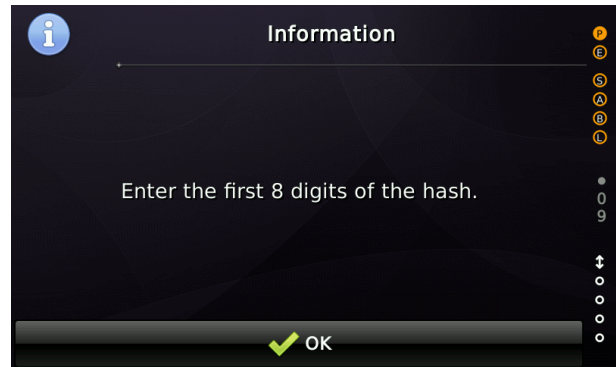 Information
Enter the first 8 digits of the hash.
OK
P
E
S
A
B
L
0
9